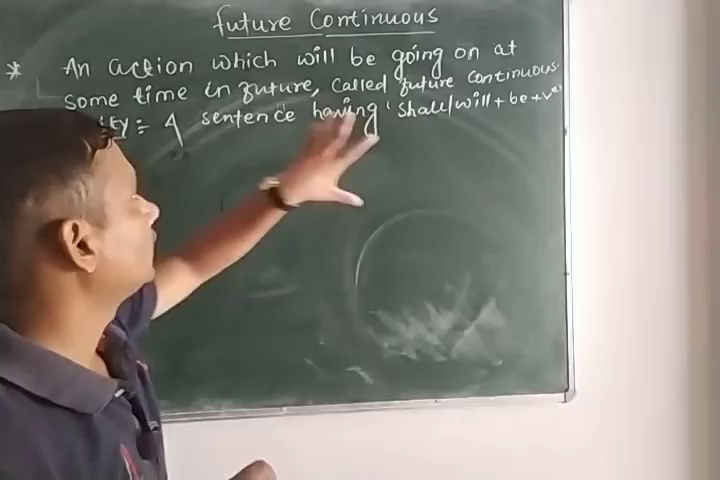 Future Continuous
* An action which will be going on at
some time in future, called future continuous.
:- A sentence having 'shall/will + be + v